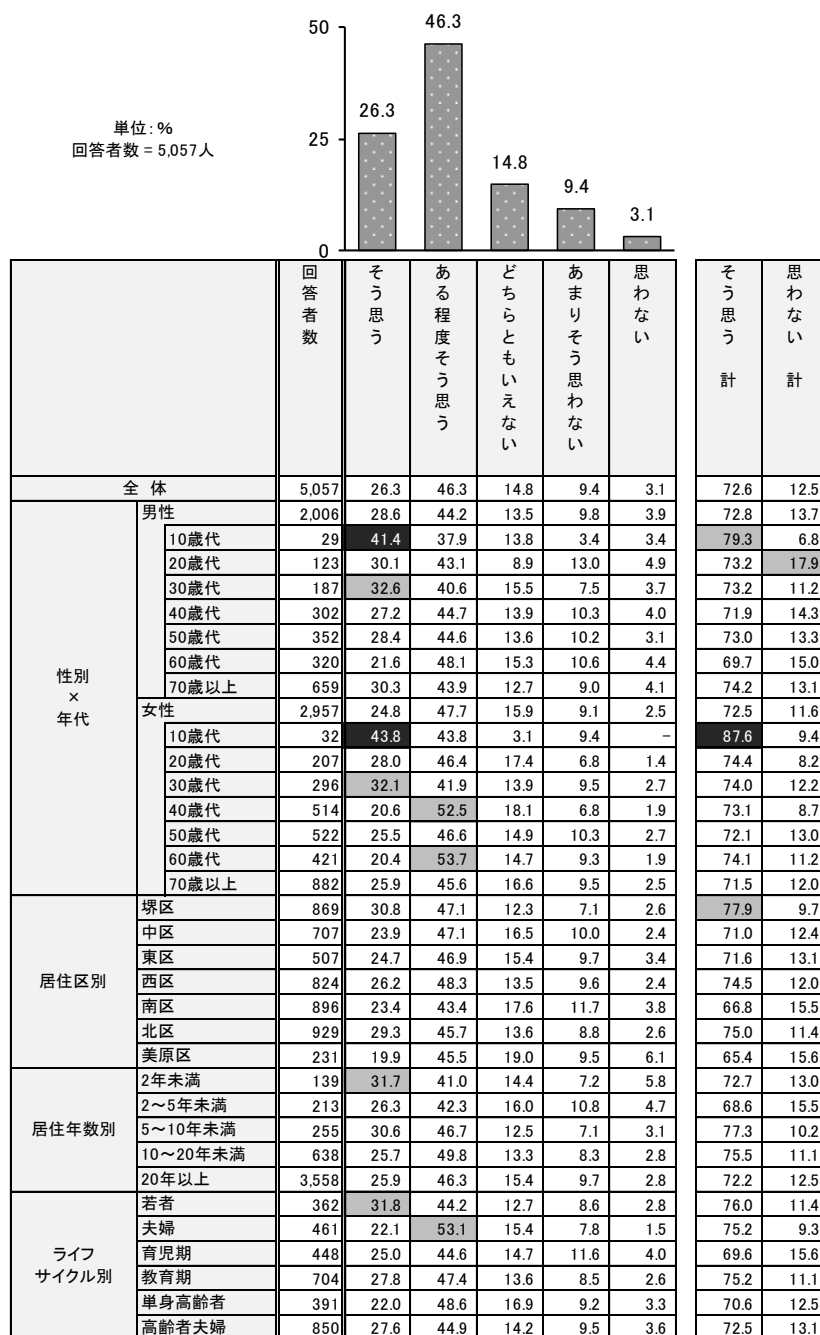 50
25
0
単位：％
回答者数 = 5,057人
26.3
46.3
14.8
9.4
3.1
回答者数 そう思う ある程度そう思う どちらともいえない あまりそう思わない 思わない そう思う 計 思わない 計
全 体 5,057 26.3 46.3 14.8 9.4 3.1 72.6 12.5
性別×年代
男性 2,006 28.6 44.2 13.5 9.8 3.9 72.8 13.7
10歳代 29 41.4 37.9 13.8 3.4 3.4 79.3 6.8
20歳代 123 30.1 43.1 8.9 13.0 4.9 73.2 17.9
30歳代 187 32.6 40.6 15.5 7.5 3.7 73.2 11.2
40歳代 302 27.2 44.7 13.9 10.3 4.0 71.9 14.3
50歳代 352 28.4 44.6 13.6 10.2 3.1 73.0 13.3
60歳代 320 21.6 48.1 15.3 10.6 4.4 69.7 15.0
70歳以上 659 30.3 43.9 12.7 9.0 4.1 74.2 13.1
女性 2,957 24.8 47.7 15.9 9.1 2.5 72.5 11.6
10歳代 32 43.8 43.8 3.1 9.4 – 87.6 9.4
20歳代 207 28.0 46.4 17.4 6.8 1.4 74.4 8.2
30歳代 296 32.1 41.9 13.9 9.5 2.7 74.0 12.2
40歳代 514 20.6 52.5 18.1 6.8 1.9 73.1 8.7
50歳代 522 25.5 46.6 14.9 10.3 2.7 72.1 13.0
60歳代 421 20.4 53.7 14.7 9.3 1.9 74.1 11.2
70歳以上 882 25.9 45.6 16.6 9.5 2.5 71.5 12.0
居住区別
堺区 869 30.8 47.1 12.3 7.1 2.6 77.9 9.7
中区 707 23.9 47.1 16.5 10.0 2.4 71.0 12.4
東区 507 24.7 46.9 15.4 9.7 3.4 71.6 13.1
西区 824 26.2 48.3 13.5 9.6 2.4 74.5 12.0
南区 896 23.4 43.4 17.6 11.7 3.8 66.8 15.5
北区 929 29.3 45.7 13.6 8.8 2.6 75.0 11.4
美原区 231 19.9 45.5 19.0 9.5 6.1 65.4 15.6
居住年数別
2年未満 139 31.7 41.0 14.4 7.2 5.8 72.7 13.0
2～5年未満 213 26.3 42.3 16.0 10.8 4.7 68.6 15.5
5～10年未満 255 30.6 46.7 12.5 7.1 3.1 77.3 10.2
10～20年未満 638 25.7 49.8 13.3 8.3 2.8 75.5 11.1
20年以上 3,558 25.9 46.3 15.4 9.7 2.8 72.2 12.5
ライフサイクル別
若者 362 31.8 44.2 12.7 8.6 2.8 76.0 11.4
夫婦 461 22.1 53.1 15.4 7.8 1.5 75.2 9.3
育児期 448 25.0 44.6 14.7 11.6 4.0 69.6 15.6
教育期 704 27.8 47.4 13.6 8.5 2.6 75.2 11.1
単身高齢者 391 22.0 48.6 16.9 9.2 3.3 70.6 12.5
高齢者夫婦 850 27.6 44.9 14.2 9.5 3.6 72.5 13.1